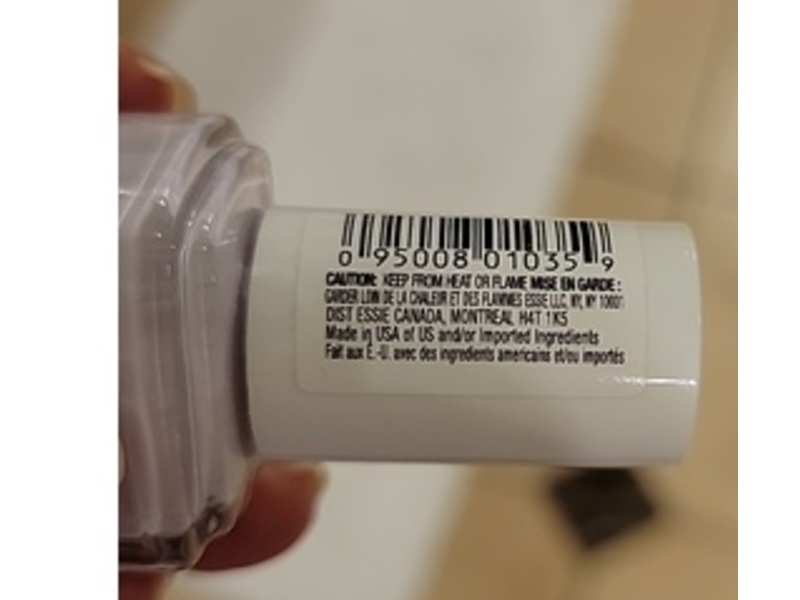 0 95008 01035 9
CAUTION: KEEP FROM HEAT OR FLAME MISE EN GARDE:
GARDER LOIN DE LA CHALEUR ET DES FLAMMES ESSIE LLC, NY, NY 10001
DIST ESSIE CANADA, MONTREAL H4T 1K5
Made in USA of US and/or Imported Ingredients
Fait aux É.-U. avec des ingredients americains et/ou importés